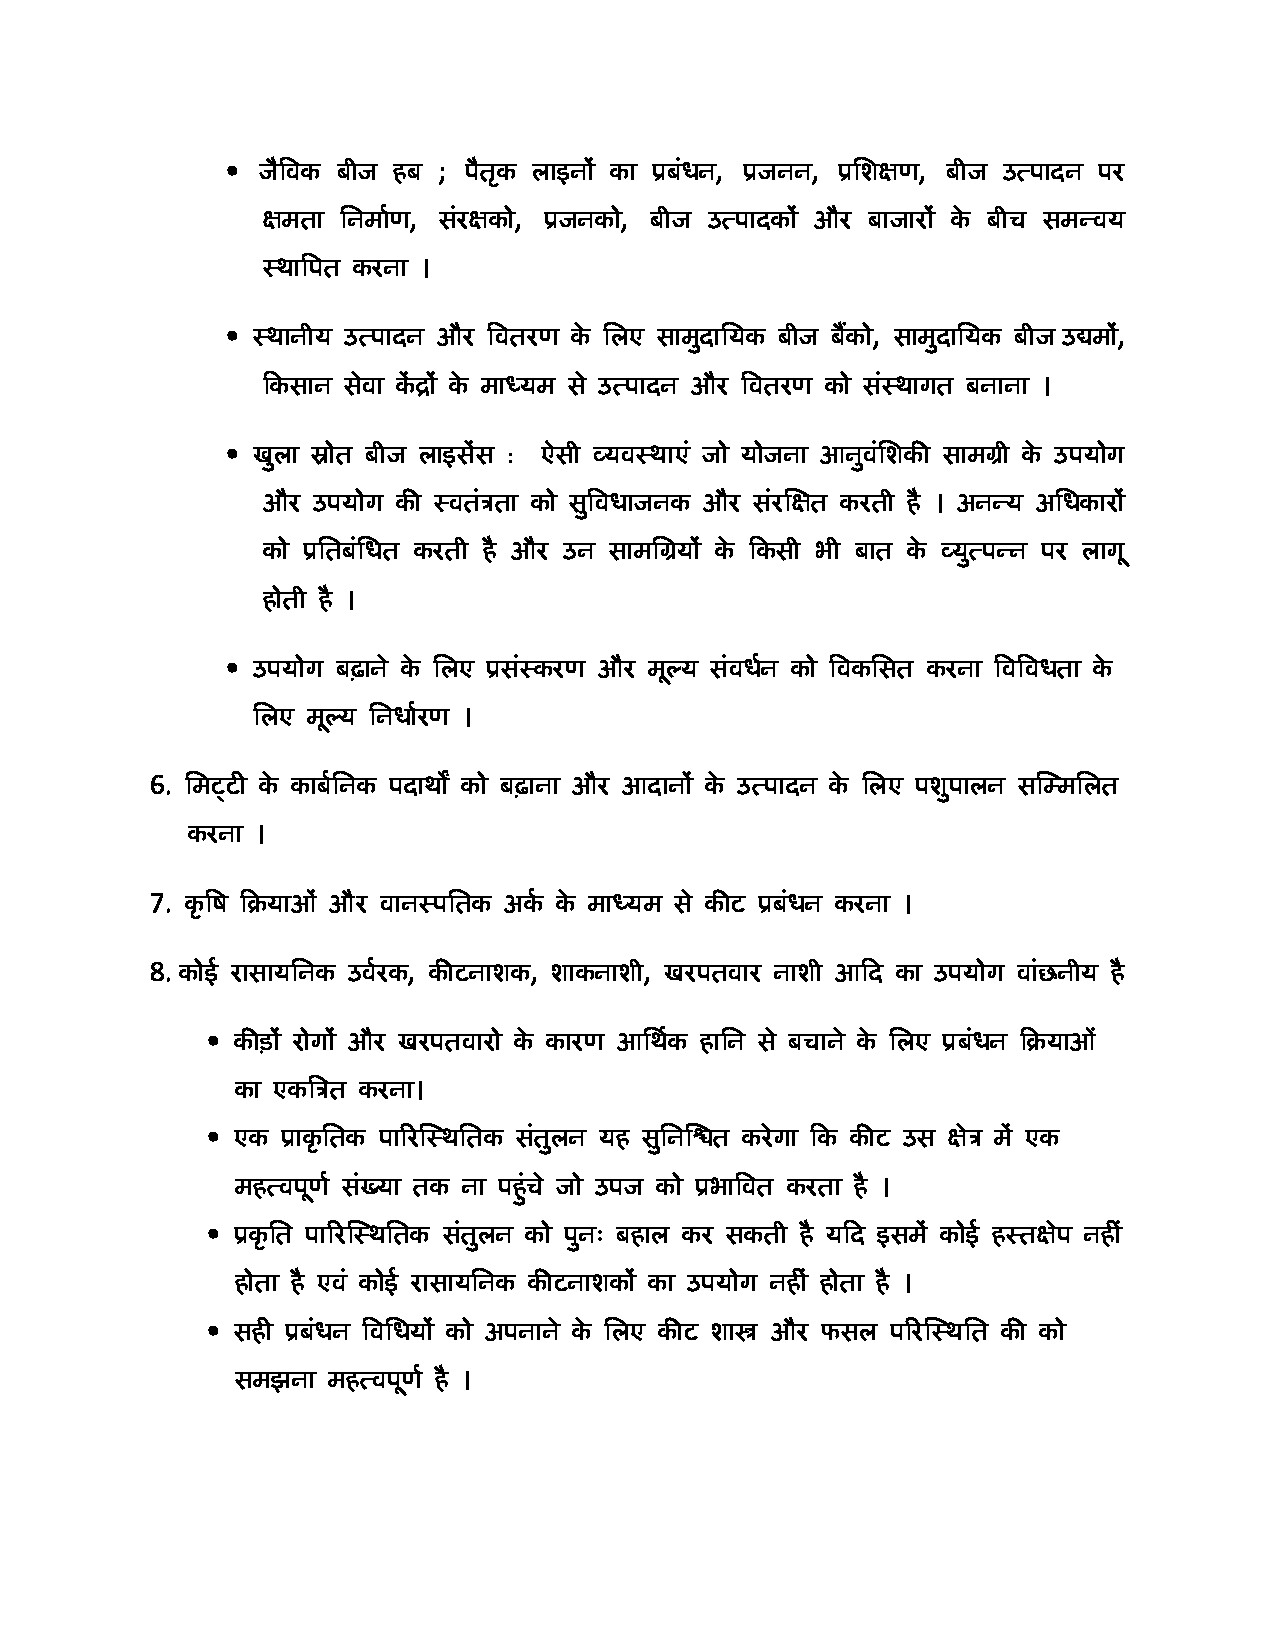 • जैविक बीज हब ; पैतृक लाइनों का प्रबंधन, प्रजनन, प्रशिक्षण, बीज उत्पादन पर
क्षमता निर्माण, संरक्षको, प्रजनको, बीज उत्पादकों और बाजारों के बीच समन्वय
स्थापित करना ।
• स्थानीय उत्पादन और वितरण के लिए सामुदायिक बीज बैंको, सामुदायिक बीज उद्यमों,
किसान सेवा केंद्रों के माध्यम से उत्पादन और वितरण को संस्थागत बनाना ।
• खुला स्रोत बीज लाइसेंस : ऐसी व्यवस्थाएं जो योजना आनुवंशिकी सामग्री के उपयोग
और उपयोग की स्वतंत्रता को सुविधाजनक और संरक्षित करती है । अनन्य अधिकारों
को प्रतिबंधित करती है और उन सामग्रियों के किसी भी बात के व्युत्पन्न पर लागू
होती है ।
• उपयोग बढ़ाने के लिए प्रसंस्करण और मूल्य संवर्धन को विकसित करना विविधता के
लिए मूल्य निर्धारण ।
6. मिट्टी के कार्बनिक पदार्थों को बढ़ाना और आदानों के उत्पादन के लिए पशुपालन सम्मिलित
करना ।
7. कृषि क्रियाओं और वानस्पतिक अर्क के माध्यम से कीट प्रबंधन करना ।
8. कोई रासायनिक उर्वरक, कीटनाशक, शाकनाशी, खरपतवार नाशी आदि का उपयोग वांछनीय है
• कीड़ों रोगों और खरपतवारो के कारण आर्थिक हानि से बचाने के लिए प्रबंधन क्रियाओं
का एकत्रित करना।
• एक प्राकृतिक पारिस्थितिक संतुलन यह सुनिश्चित करेगा कि कीट उस क्षेत्र में एक
महत्वपूर्ण संख्या तक ना पहुंचे जो उपज को प्रभावित करता है ।
• प्रकृति पारिस्थितिक संतुलन को पुनः बहाल कर सकती है यदि इसमें कोई हस्तक्षेप नहीं
होता है एवं कोई रासायनिक कीटनाशकों का उपयोग नहीं होता है ।
• सही प्रबंधन विधियों को अपनाने के लिए कीट शास्त्र और फसल परिस्थिति की को
समझना महत्वपूर्ण है ।